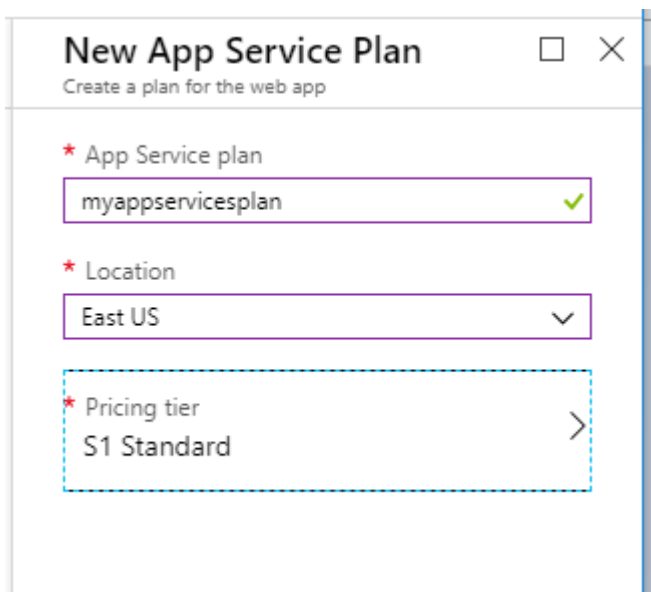 New App Service Plan
Create a plan for the web app
* App Service plan
myappservicesplan
* Location
East US
* Pricing tier
S1 Standard